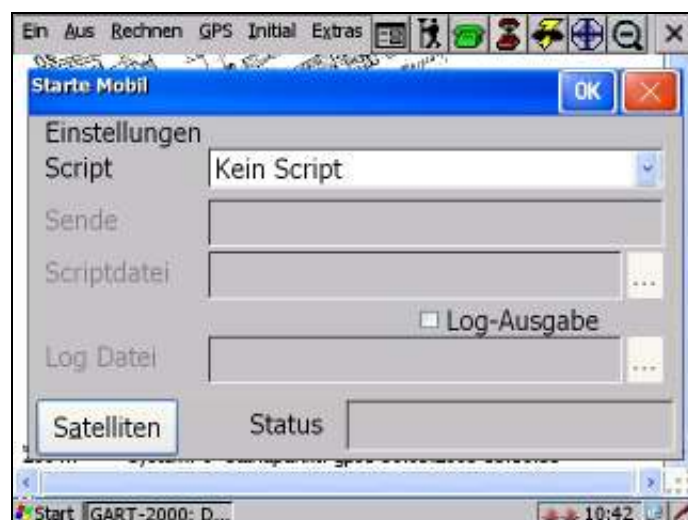 Ein Aus Rechnen GPS Initial Extras
Starte Mobil OK
Einstellungen
Script Kein Script
Sende
Scriptdatei ...
Log-Ausgabe
Log Datei ...
Satelliten Status
Start GART-2000: D... 10:42